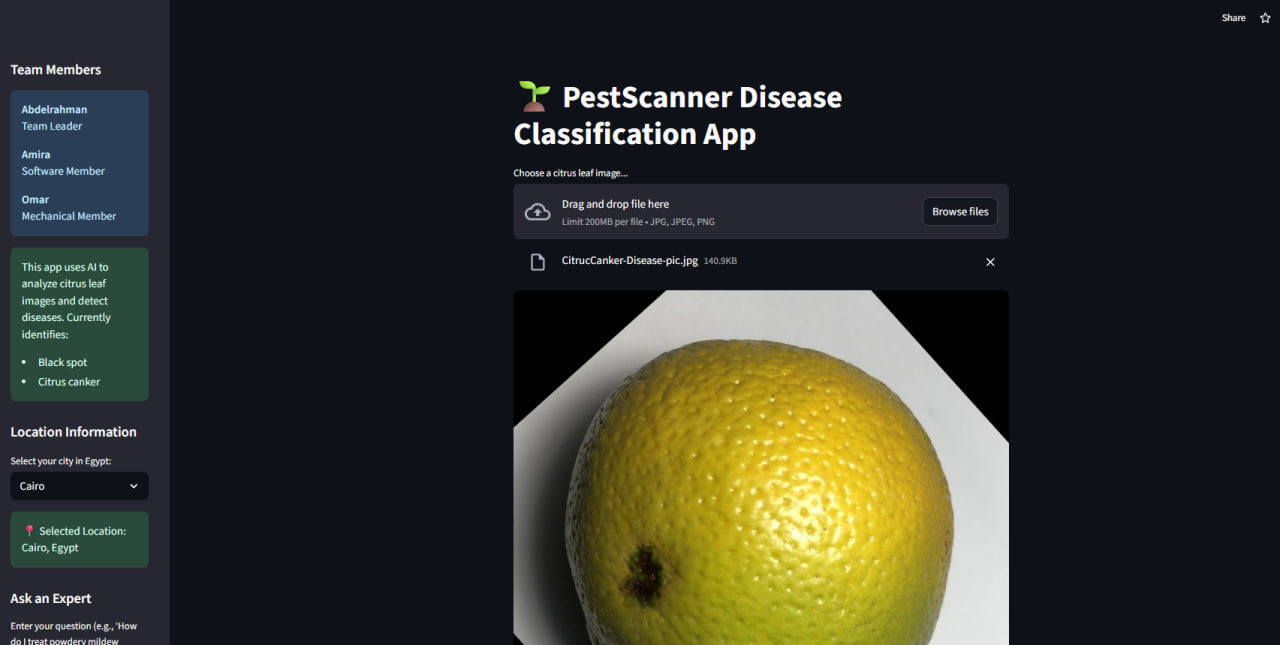 Share
Team Members
Abdelrahman
Team Leader
Amira
Software Member
Omar
Mechanical Member
This app uses AI to
analyze citrus leaf
images and detect
diseases. Currently
identifies:
• Black spot
• Citrus canker
Location Information
Select your city in Egypt:
Cairo
📍 Selected Location:
Cairo, Egypt
Ask an Expert
Enter your question (e.g., 'How
do I treat powdery mildew
🌱 PestScanner Disease
Classification App
Choose a citrus leaf image...
Drag and drop file here
Limit 200MB per file • JPG, JPEG, PNG
Browse files
CitrucCanker-Disease-pic.jpg 140.9KB